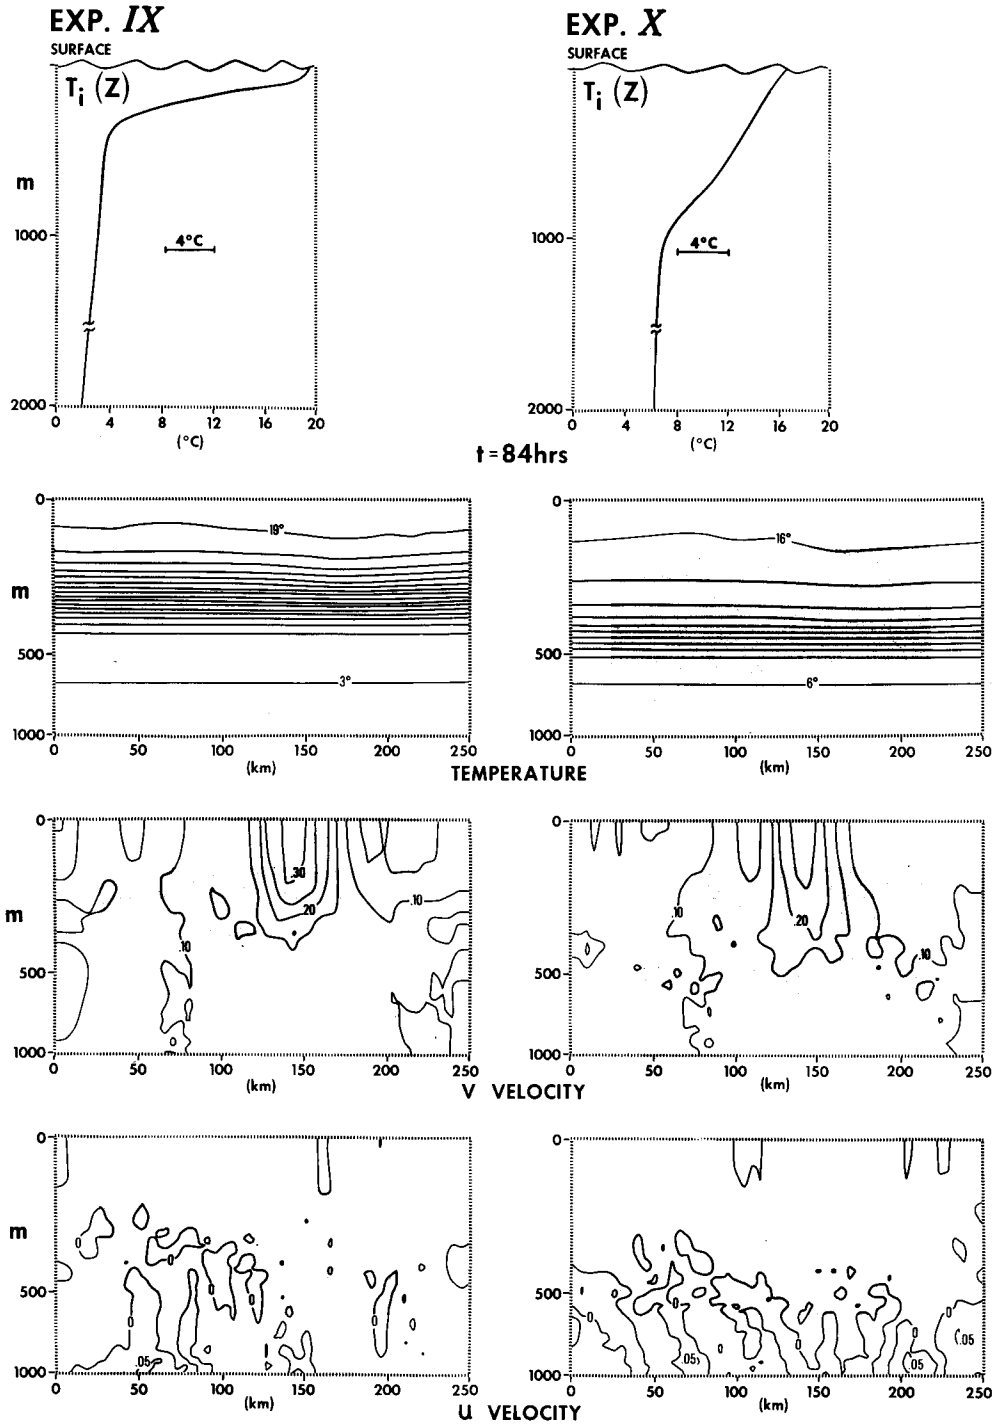 EXP. IX EXP. X
SURFACE SURFACE
T_i (Z) T_i (Z)
m
1000 1000
4°C 4°C
2000 2000
0 4 8 12 16 20 0 4 8 12 16 20
(°C) (°C)
t=84hrs
0 0
19° 16°
m
500 500
3° 6°
1000 1000
0 50 100 150 200 250 0 50 100 150 200 250
(km) (km)
TEMPERATURE
0 0
.30
.20 .10 .10 .20
m
.10 .10
500 500
1000 1000
0 50 100 150 200 250 0 50 100 150 200 250
(km) (km)
V VELOCITY
0 0
m
0 0
500 0 500 0 0
0 0 0 0 0 0
.05 .05 .05 .05
1000 1000
0 50 100 150 200 250 0 50 100 150 200 250
(km) (km)
U VELOCITY